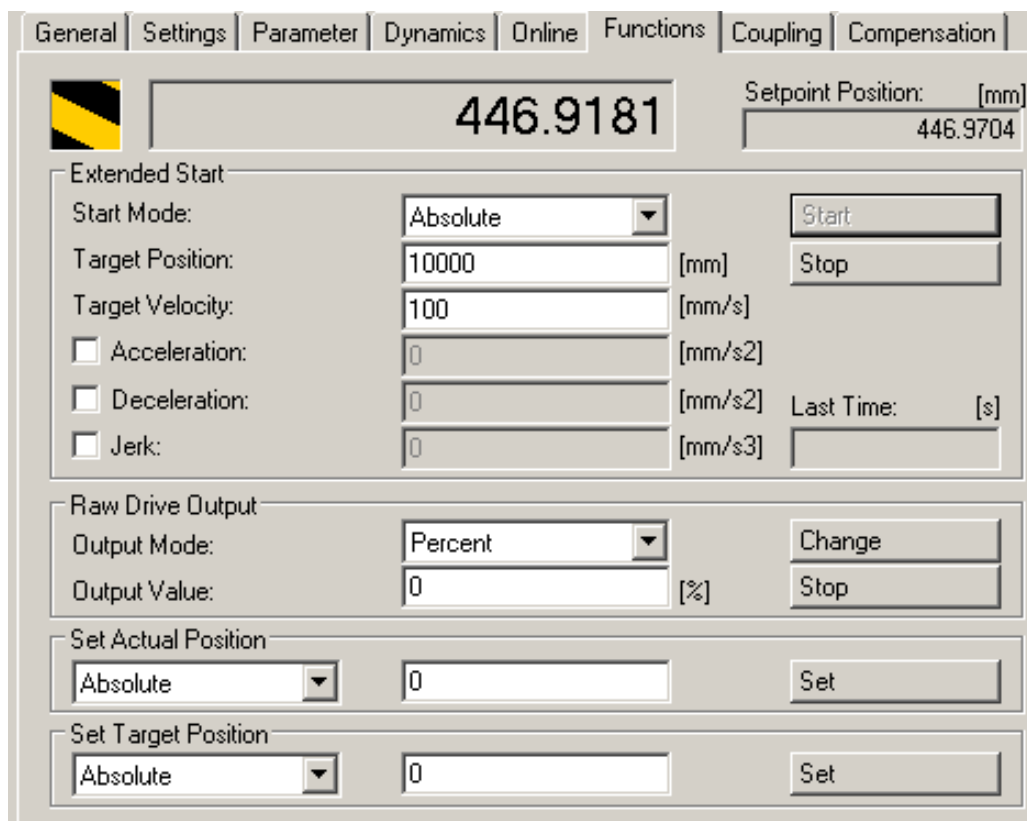 General Settings Parameter Dynamics Online Functions Coupling Compensation
446.9181
Setpoint Position: [mm]
446.9704
Extended Start
Start Mode: Absolute Start
Target Position: 10000 [mm] Stop
Target Velocity: 100 [mm/s]
Acceleration: 0 [mm/s2]
Deceleration: 0 [mm/s2] Last Time: [s]
Jerk: 0 [mm/s3]
Raw Drive Output
Output Mode: Percent Change
Output Value: 0 [%] Stop
Set Actual Position
Absolute 0 Set
Set Target Position
Absolute 0 Set